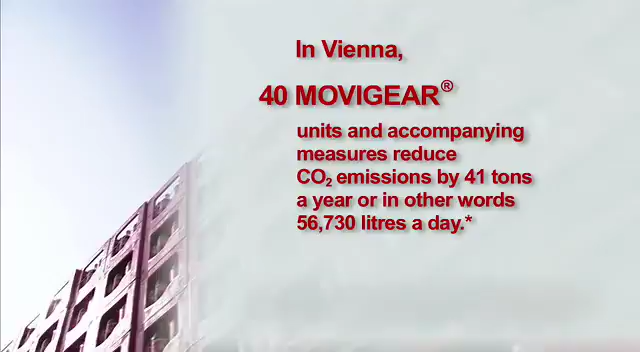 In Vienna,
40 MOVIGEAR®
units and accompanying
measures reduce
CO₂ emissions by 41 tons
a year or in other words
56,730 litres a day.*